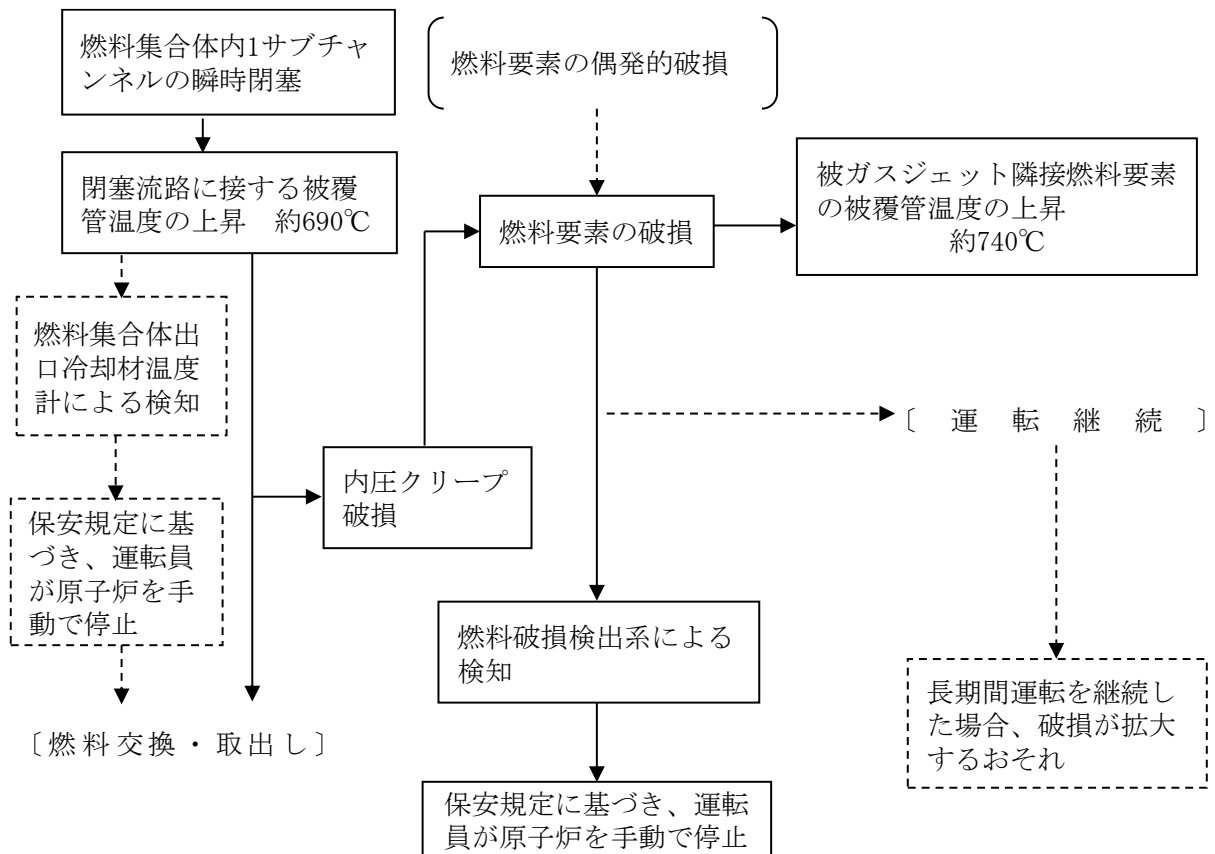 燃料集合体内1サブチャ
ンネルの瞬時閉塞
燃料要素の偶発的破損
閉塞流路に接する被覆
管温度の上昇　約690℃
燃料要素の破損
被ガスジェット隣接燃料要素
の被覆管温度の上昇
約740℃
燃料集合体出
口冷却材温度
計による検知
〔　運　転　継　続　〕
内圧クリープ
破損
保安規定に基
づき、運転員
が原子炉を手
動で停止
燃料破損検出系による
検知
長期間運転を継続し
た場合、破損が拡大
するおそれ
〔燃料交換・取出し〕
保安規定に基づき、運転
員が原子炉を手動で停止